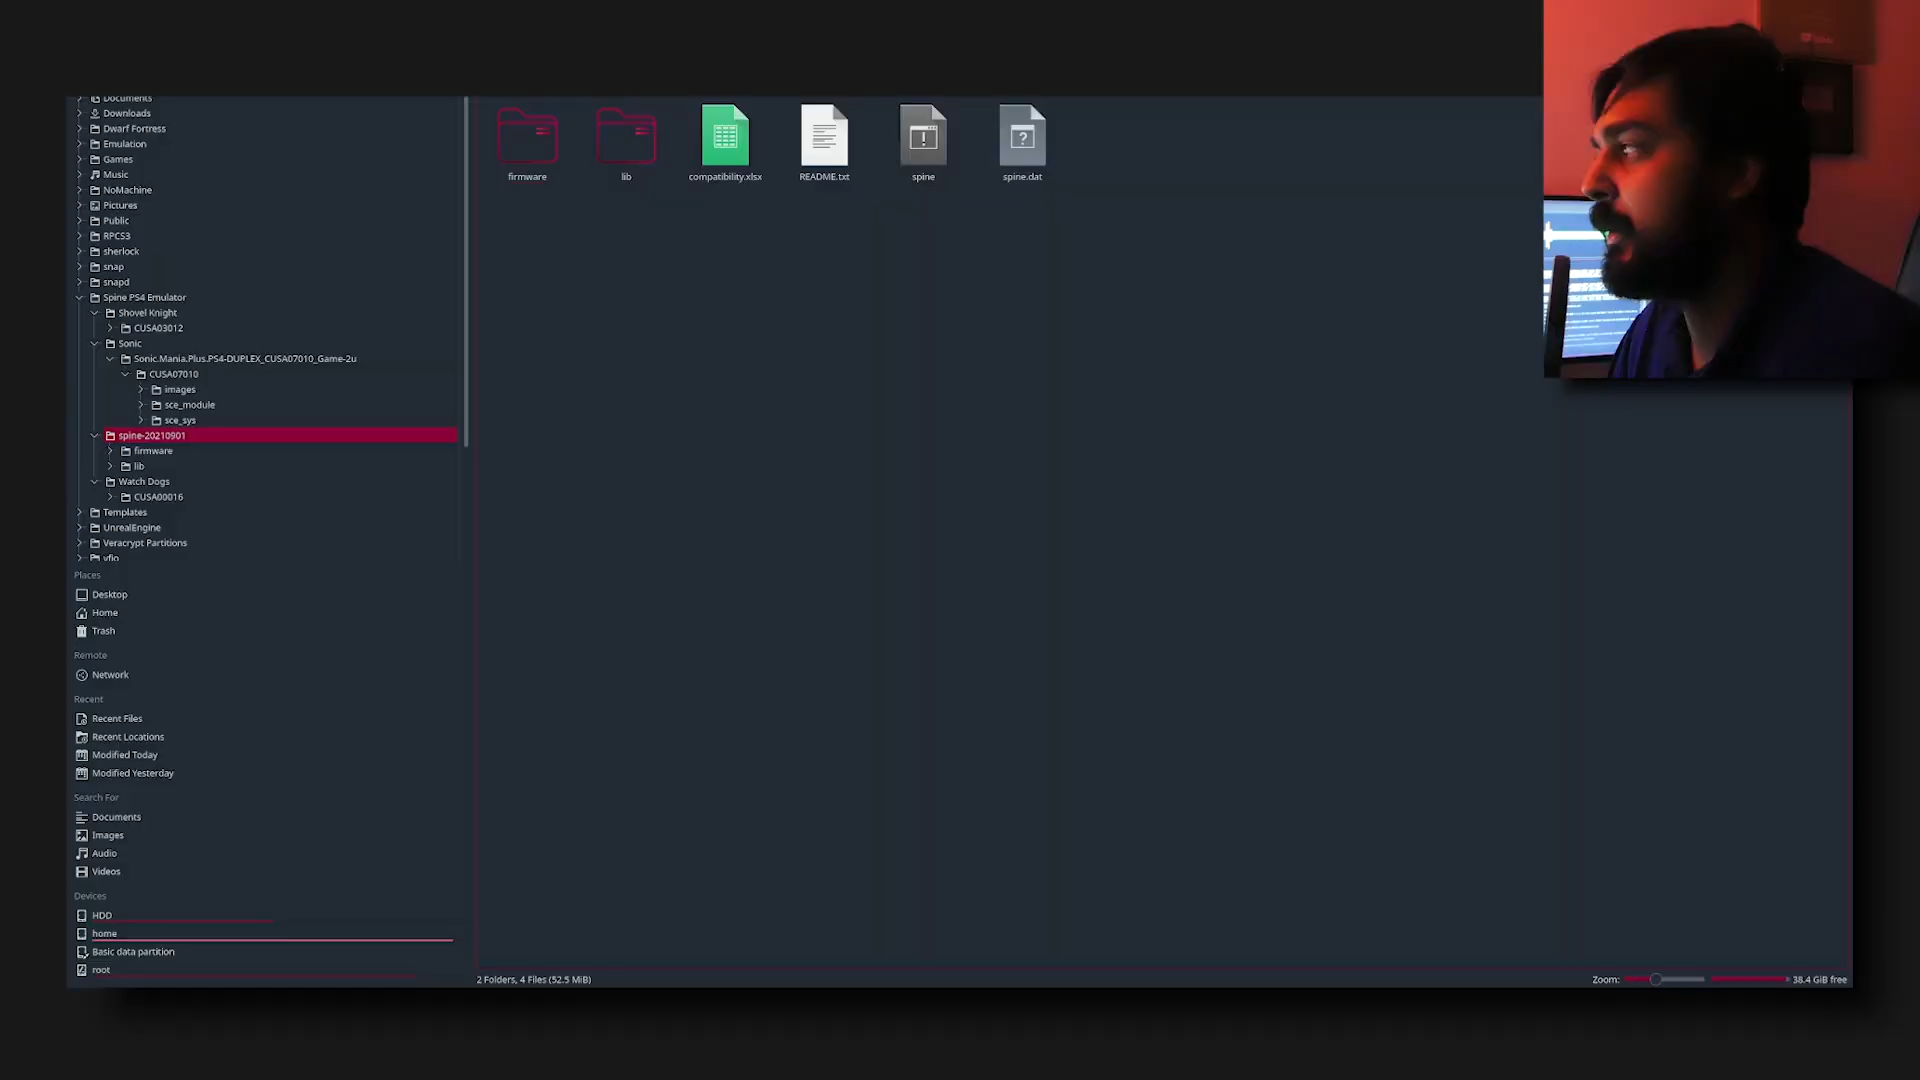 Documents
Downloads
Dwarf Fortress
Emulation
Games
Music
NoMachine
Pictures
Public
RPCS3
sherlock
snap
snapd
Spine PS4 Emulator
Shovel Knight
CUSA03012
Sonic
Sonic.Mania.Plus.PS4-DUPLEX_CUSA07010_Game-2u
CUSA07010
images
sce_module
sce_sys
spine-20210901
firmware
lib
Watch Dogs
CUSA00016
Templates
UnrealEngine
Veracrypt Partitions
vfio
Places
Desktop
Home
Trash
Remote
Network
Recent
Recent Files
Recent Locations
Modified Today
Modified Yesterday
Search For
Documents
Images
Audio
Videos
Devices
HDD
home
Basic data partition
root
firmware lib compatibility.xlsx README.txt spine spine.dat
2 Folders, 4 Files (52.5 MiB)
Zoom: 38.4 GiB free